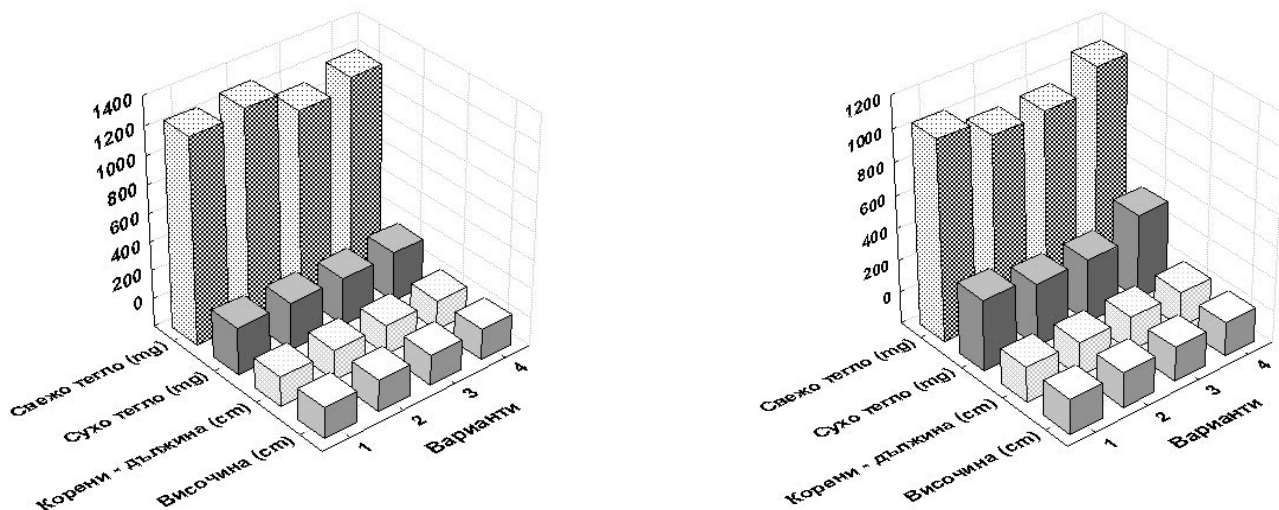 1400
1200
1000
800
600
400
200
0
Свежо тегло (mg)
Сухо тегло (mg)
Корени - дължина (cm)
Височина (cm)
1
2
3
4
Варианти
1200
1000
800
600
400
200
0
Свежо тегло (mg)
Сухо тегло (mg)
Корени - дължина (cm)
Височина (cm)
1
2
3
4
Варианти